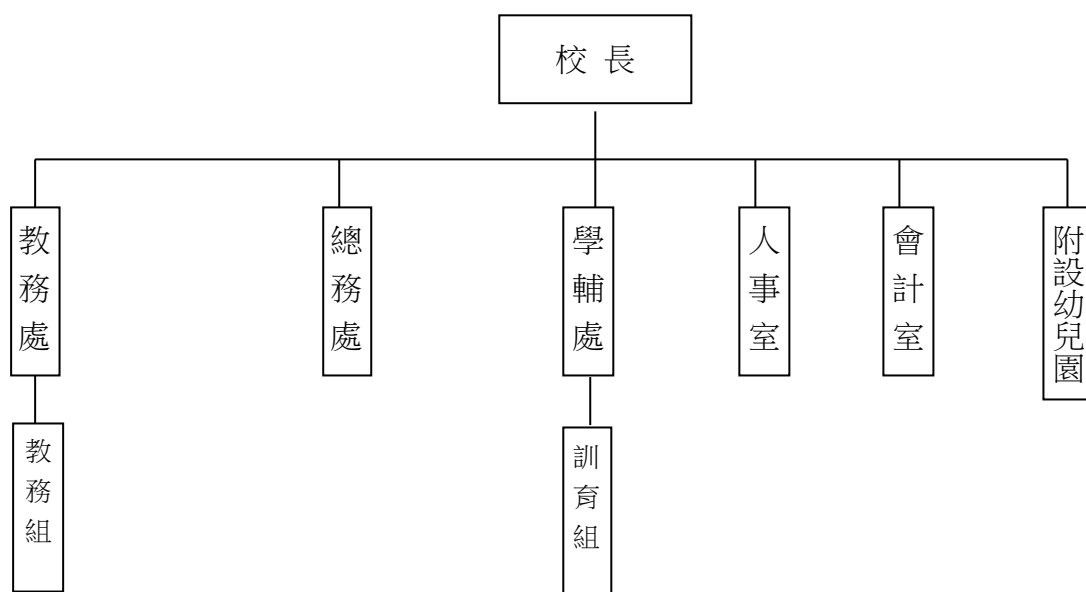 校 長
教務處
總務處
學輔處
人事室
會計室
附設幼兒園
教務組
訓育組